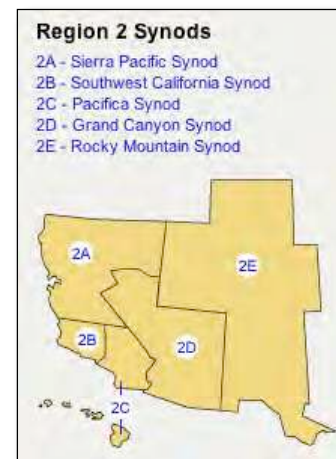 Region 2 Synods
2A - Sierra Pacific Synod
2B - Southwest California Synod
2C - Pacifica Synod
2D - Grand Canyon Synod
2E - Rocky Mountain Synod
2A
2E
2B
2D
2C